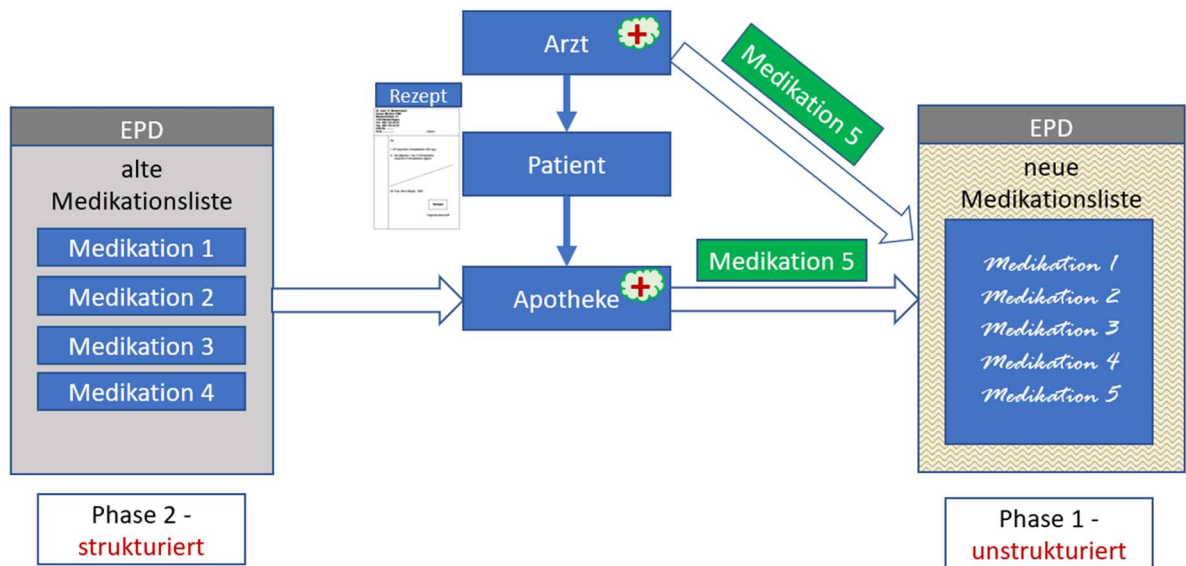 Arzt
Medikation 5
Rezept
EPD
alte
Medikationsliste
Medikation 1
Medikation 2
Medikation 3
Medikation 4
Patient
Medikation 5
Apotheke
EPD
neue
Medikationsliste
Medikation 1
Medikation 2
Medikation 3
Medikation 4
Medikation 5
Phase 2 -
strukturiert
Phase 1 -
unstrukturiert